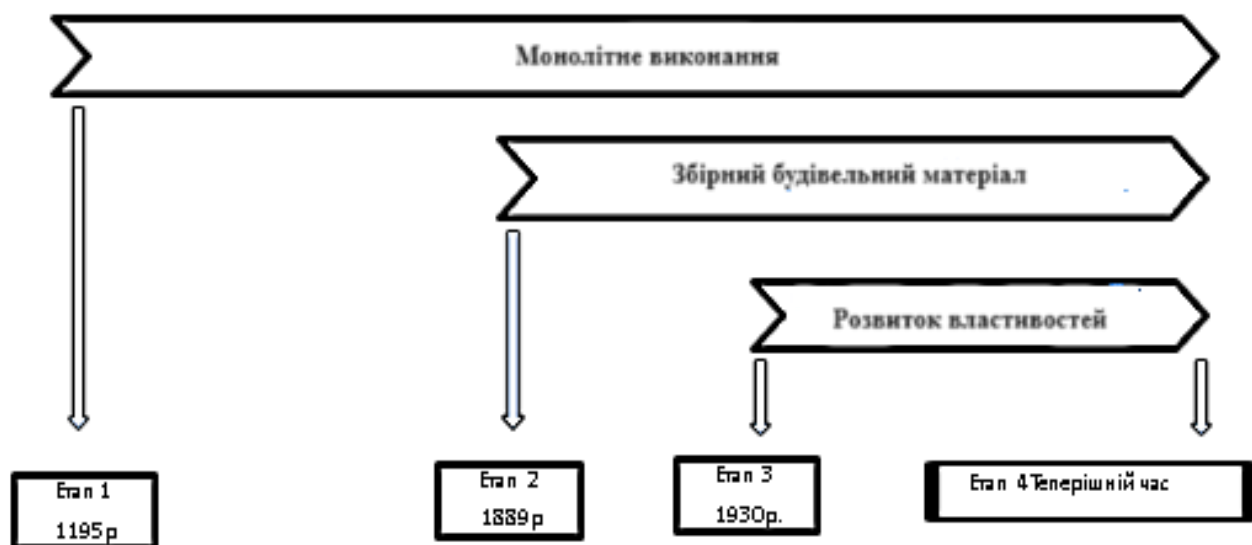 Монолітне виконання
Збірний будівельний матеріал
Розвиток властивостей
Етап 1
1195р
Етап 2
1889р
Етап 3
1930р.
Етап 4 Теперішній час